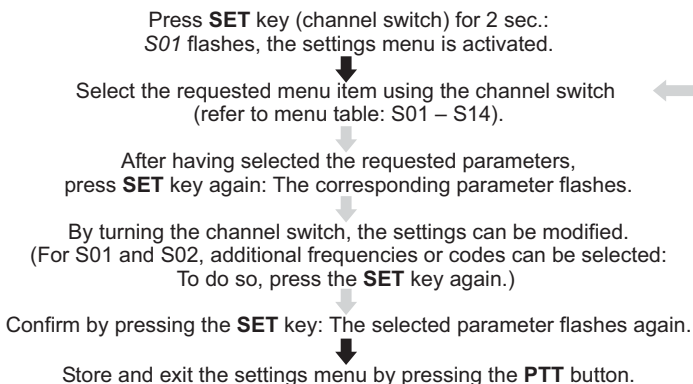 Press SET key (channel switch) for 2 sec.:
S01 flashes, the settings menu is activated.
Select the requested menu item using the channel switch
(refer to menu table: S01 – S14).
After having selected the requested parameters,
press SET key again: The corresponding parameter flashes.
By turning the channel switch, the settings can be modified.
(For S01 and S02, additional frequencies or codes can be selected:
To do so, press the SET key again.)
Confirm by pressing the SET key: The selected parameter flashes again.
Store and exit the settings menu by pressing the PTT button.